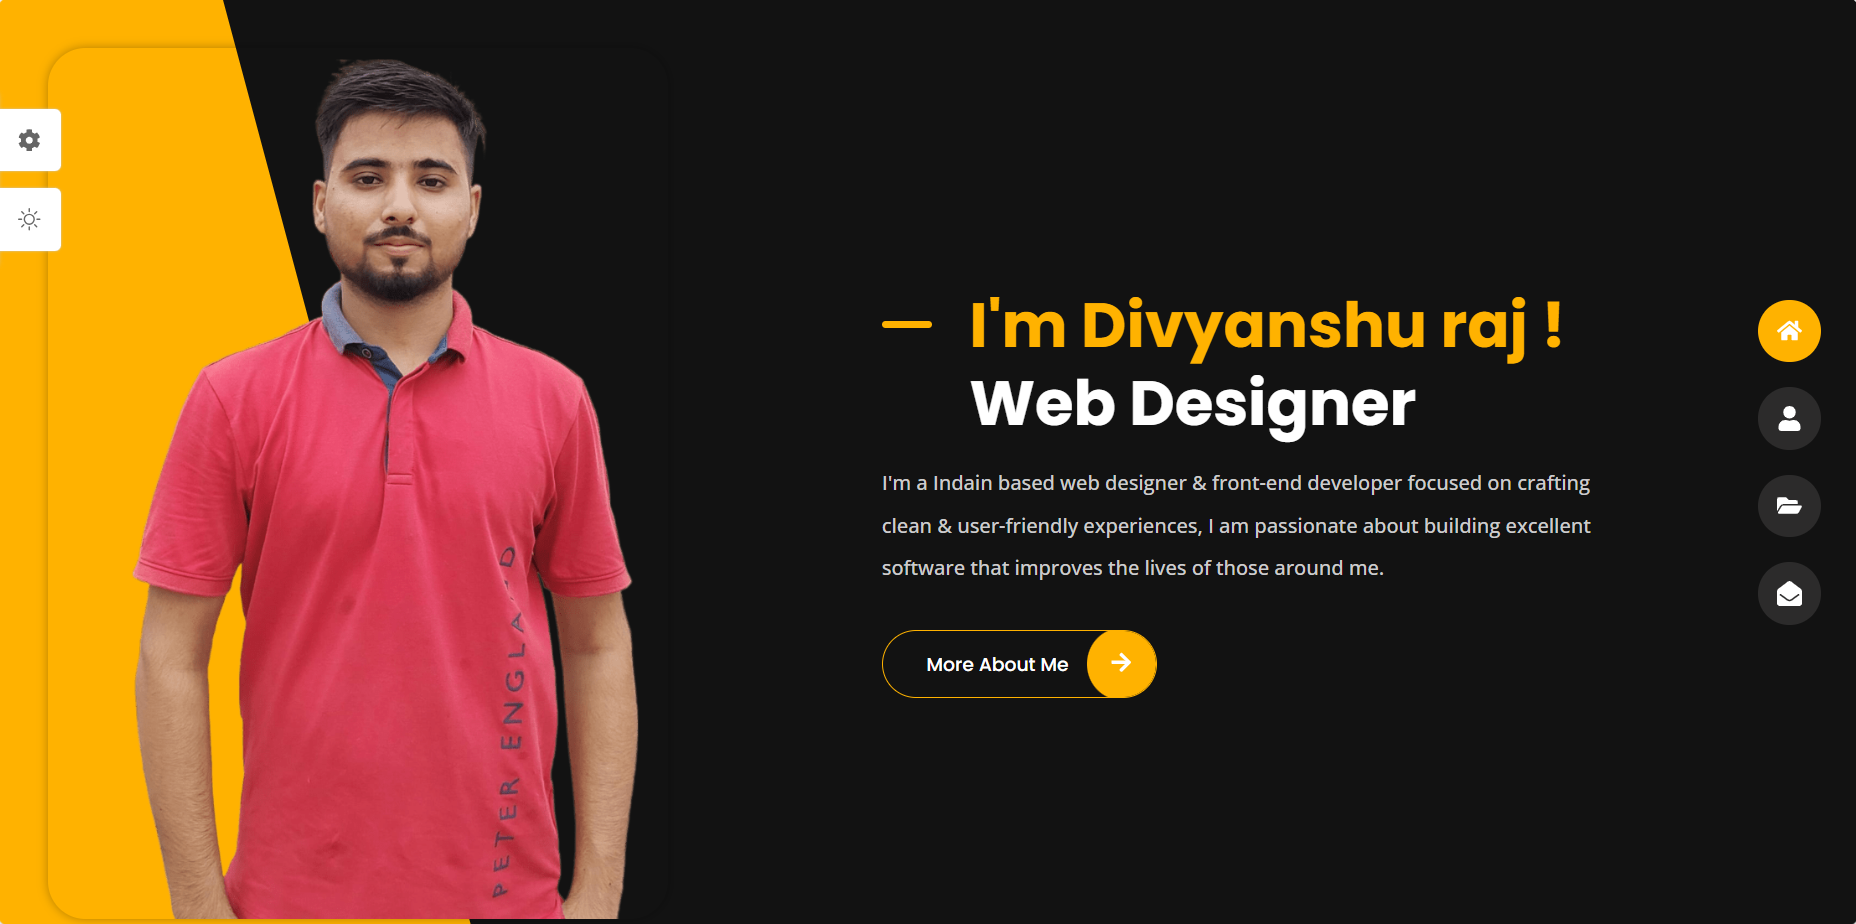 I'm Divyanshu raj !
Web Designer
I'm a Indain based web designer & front-end developer focused on crafting
clean & user-friendly experiences, I am passionate about building excellent
software that improves the lives of those around me.
More About Me
PETER ENGLA
D